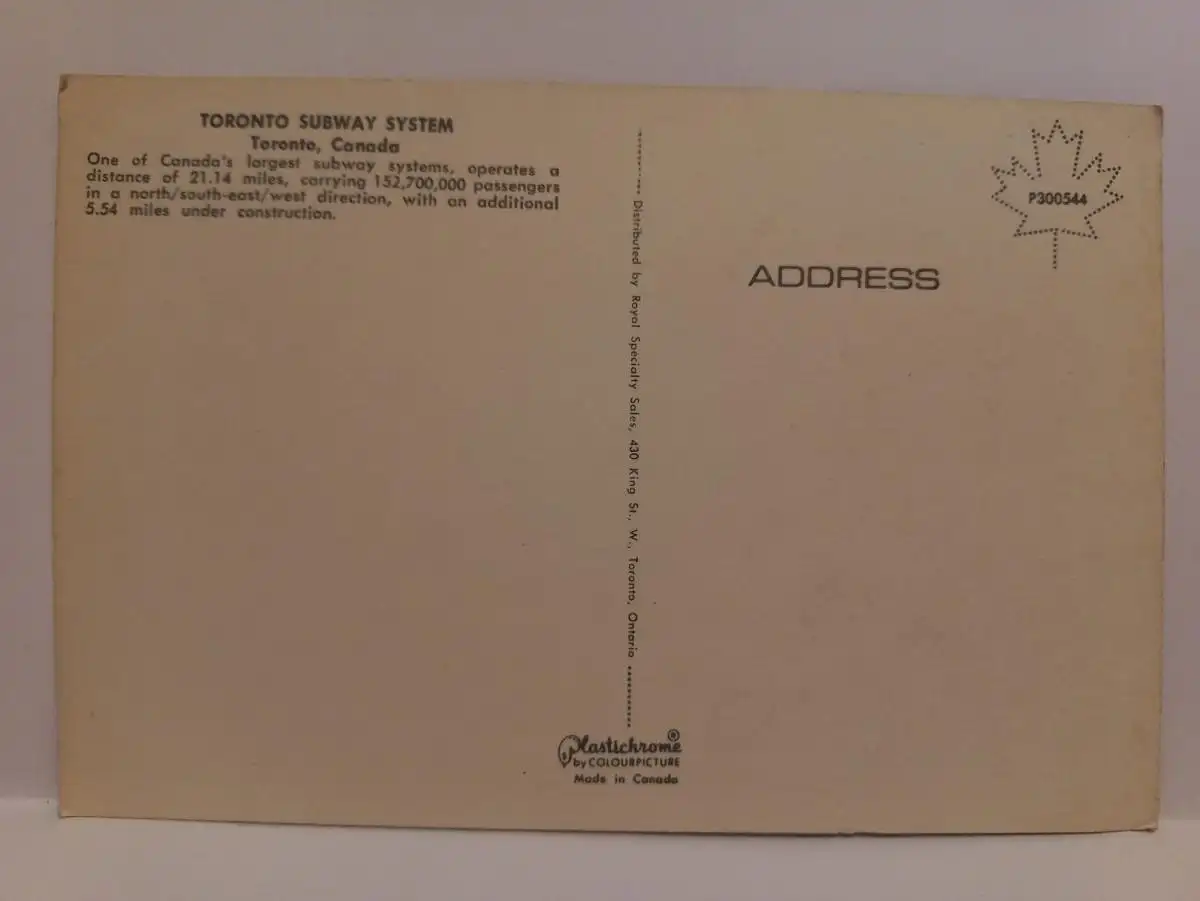 TORONTO SUBWAY SYSTEM
Toronto, Canada
One of Canada's largest subway systems, operates a
distance of 21.14 miles, carrying 152,700,000 passengers
in a north/south-east/west direction, with an additional
5.54 miles under construction.
Distributed by Royal Specialty Sales, 430 King St., W., Toronto, Ontario
P300544
ADDRESS
Plastichrome®
by COLOURPICTURE
Made in Canada